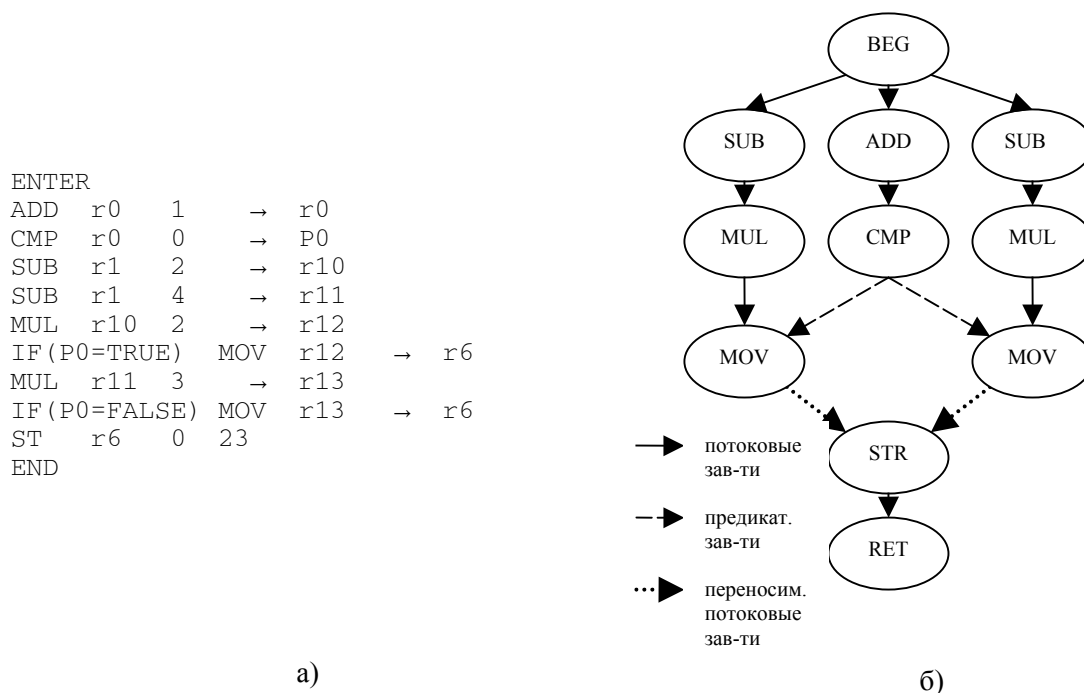 ENTER
ADD r0 1 → r0
CMP r0 0 → P0
SUB r1 2 → r10
SUB r1 4 → r11
MUL r10 2 → r12
IF(P0=TRUE) MOV r12 → r6
MUL r11 3 → r13
IF(P0=FALSE) MOV r13 → r6
ST r6 0 23
END
а)
BEG
SUB ADD SUB
MUL CMP MUL
MOV MOV
STR
RET
потоковые
зав-ти
предикат.
зав-ти
переносим.
потоковые
зав-ти
б)